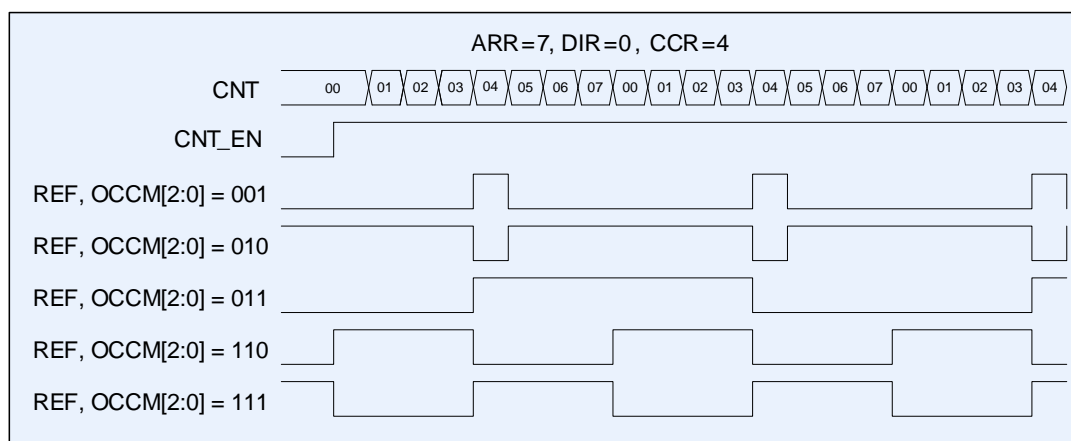 ARR=7, DIR=0, CCR=4
CNT 00 01 02 03 04 05 06 07 00 01 02 03 04 05 06 07 00 01 02 03 04
CNT_EN
REF, OCCM[2:0] = 001
REF, OCCM[2:0] = 010
REF, OCCM[2:0] = 011
REF, OCCM[2:0] = 110
REF, OCCM[2:0] = 111